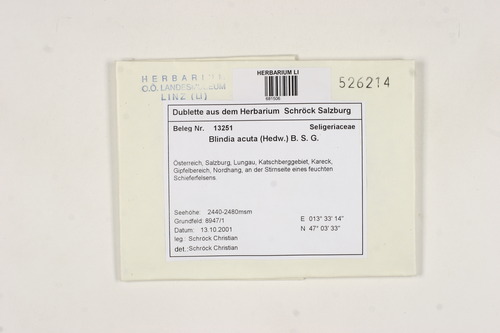 HERBARIUM
O.Ö. LANDESMUSEUM
LINZ (LI)
HERBARIUM LI
526214
Dublette aus dem Herbarium Schröck Salzburg
Beleg Nr. 13251 Seligeriaceae
Blindia acuta (Hedw.) B. S. G.
Österreich, Salzburg, Lungau, Katschberggebiet, Kareck,
Gipfelbereich, Nordhang, an der Stirnseite eines feuchten
Schieferfelsens.
Seehöhe: 2440-2480msm E 013° 33' 14"
Grundfeld: 8947/1
Datum: 13.10.2001 N 47° 03' 33"
leg.: Schröck Christian
det.: Schröck Christian